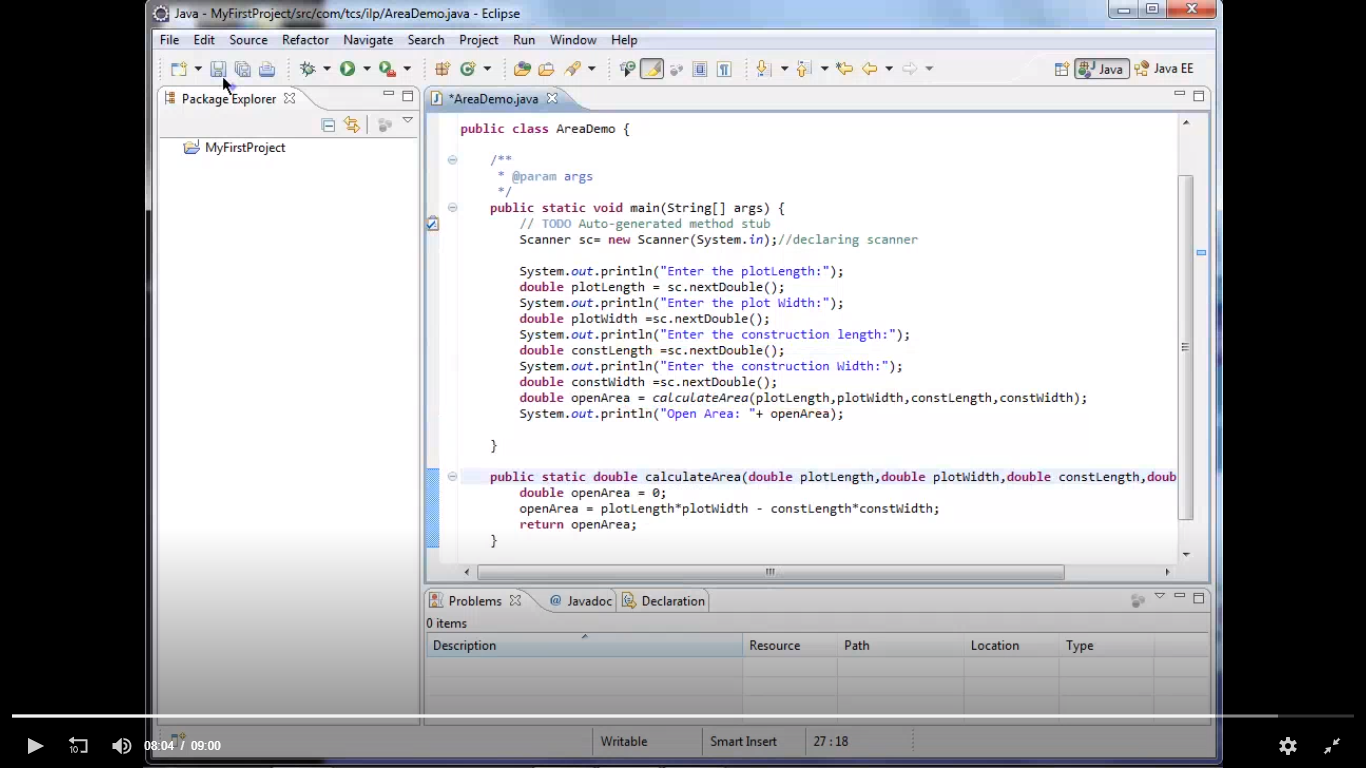 Java - MyFirstProject/src/com/tcs/ilp/AreaDemo.java - Eclipse
File Edit Source Refactor Navigate Search Project Run Window Help
Java Java EE
Package Explorer
*AreaDemo.java
MyFirstProject
public class AreaDemo {
/**
* @param args
*/
public static void main(String[] args) {
// TODO Auto-generated method stub
Scanner sc= new Scanner(System.in);//declaring scanner
System.out.println("Enter the plotLength:");
double plotLength = sc.nextDouble();
System.out.println("Enter the plot Width:");
double plotWidth =sc.nextDouble();
System.out.println("Enter the construction length:");
double constLength =sc.nextDouble();
System.out.println("Enter the construction Width:");
double constWidth =sc.nextDouble();
double openArea = calculateArea(plotLength,plotWidth,constLength,constWidth);
System.out.println("Open Area: "+ openArea);
}
public static double calculateArea(double plotLength,double plotWidth,double constLength,doub
double openArea = 0;
openArea = plotLength*plotWidth - constLength*constWidth;
return openArea;
}
Problems @ Javadoc Declaration
0 items
Description Resource Path Location Type
Writable Smart Insert 27 : 18
10 08:04 / 09:00